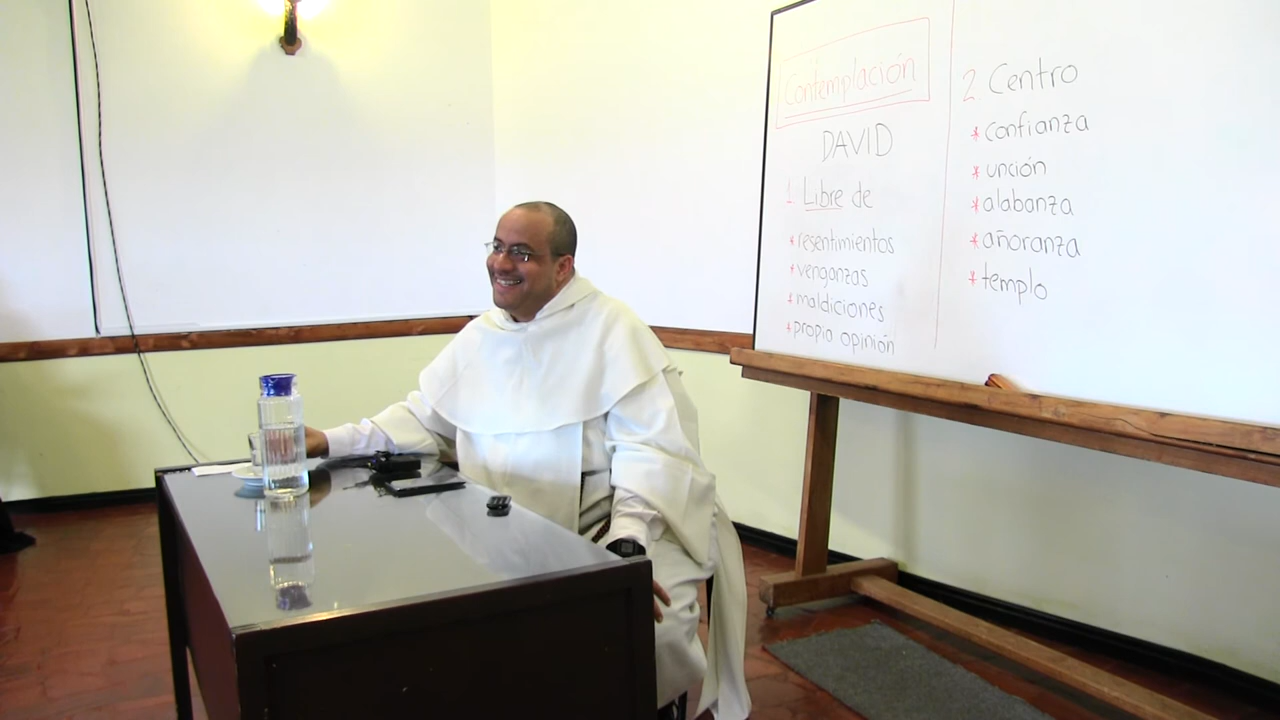 Contemplación
DAVID
1. Libre de
* resentimientos
* venganzas
* maldiciones
* propia opinión
2. Centro
* confianza
* unción
* alabanza
* añoranza
* templo